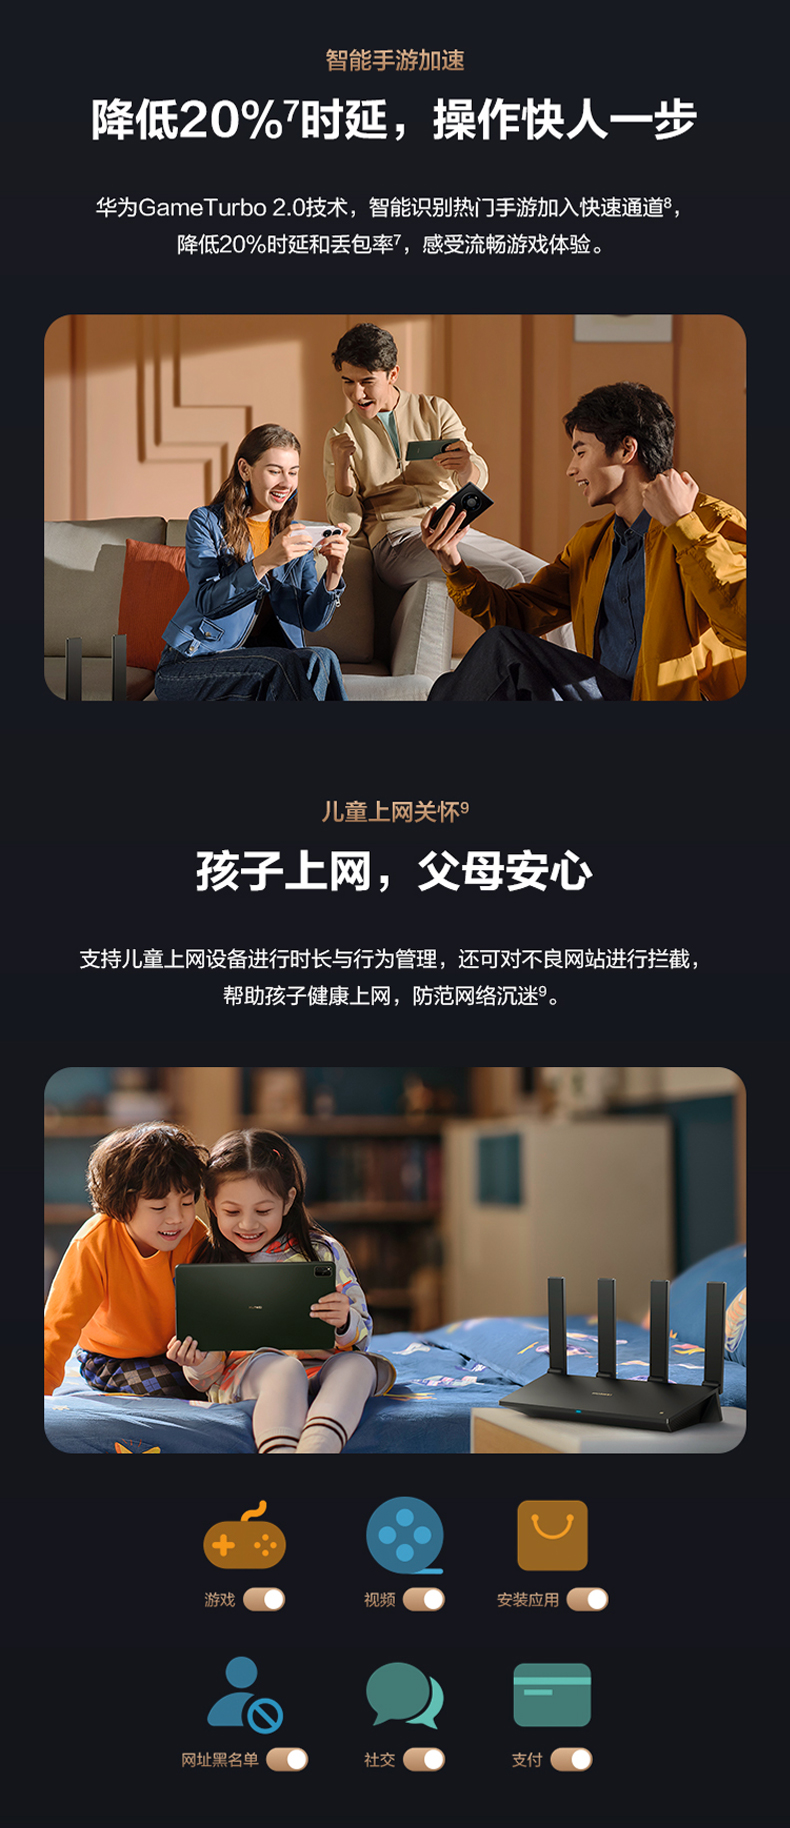 智能手游加速
降低20%⁷时延，操作快人一步
华为GameTurbo 2.0技术，智能识别热门手游加入快速通道⁸，
降低20%时延和丢包率⁷，感受流畅游戏体验。
儿童上网关怀⁹
孩子上网，父母安心
支持儿童上网设备进行时长与行为管理，还可对不良网站进行拦截，
帮助孩子健康上网，防范网络沉迷⁹。
游戏
视频
安装应用
网址黑名单
社交
支付